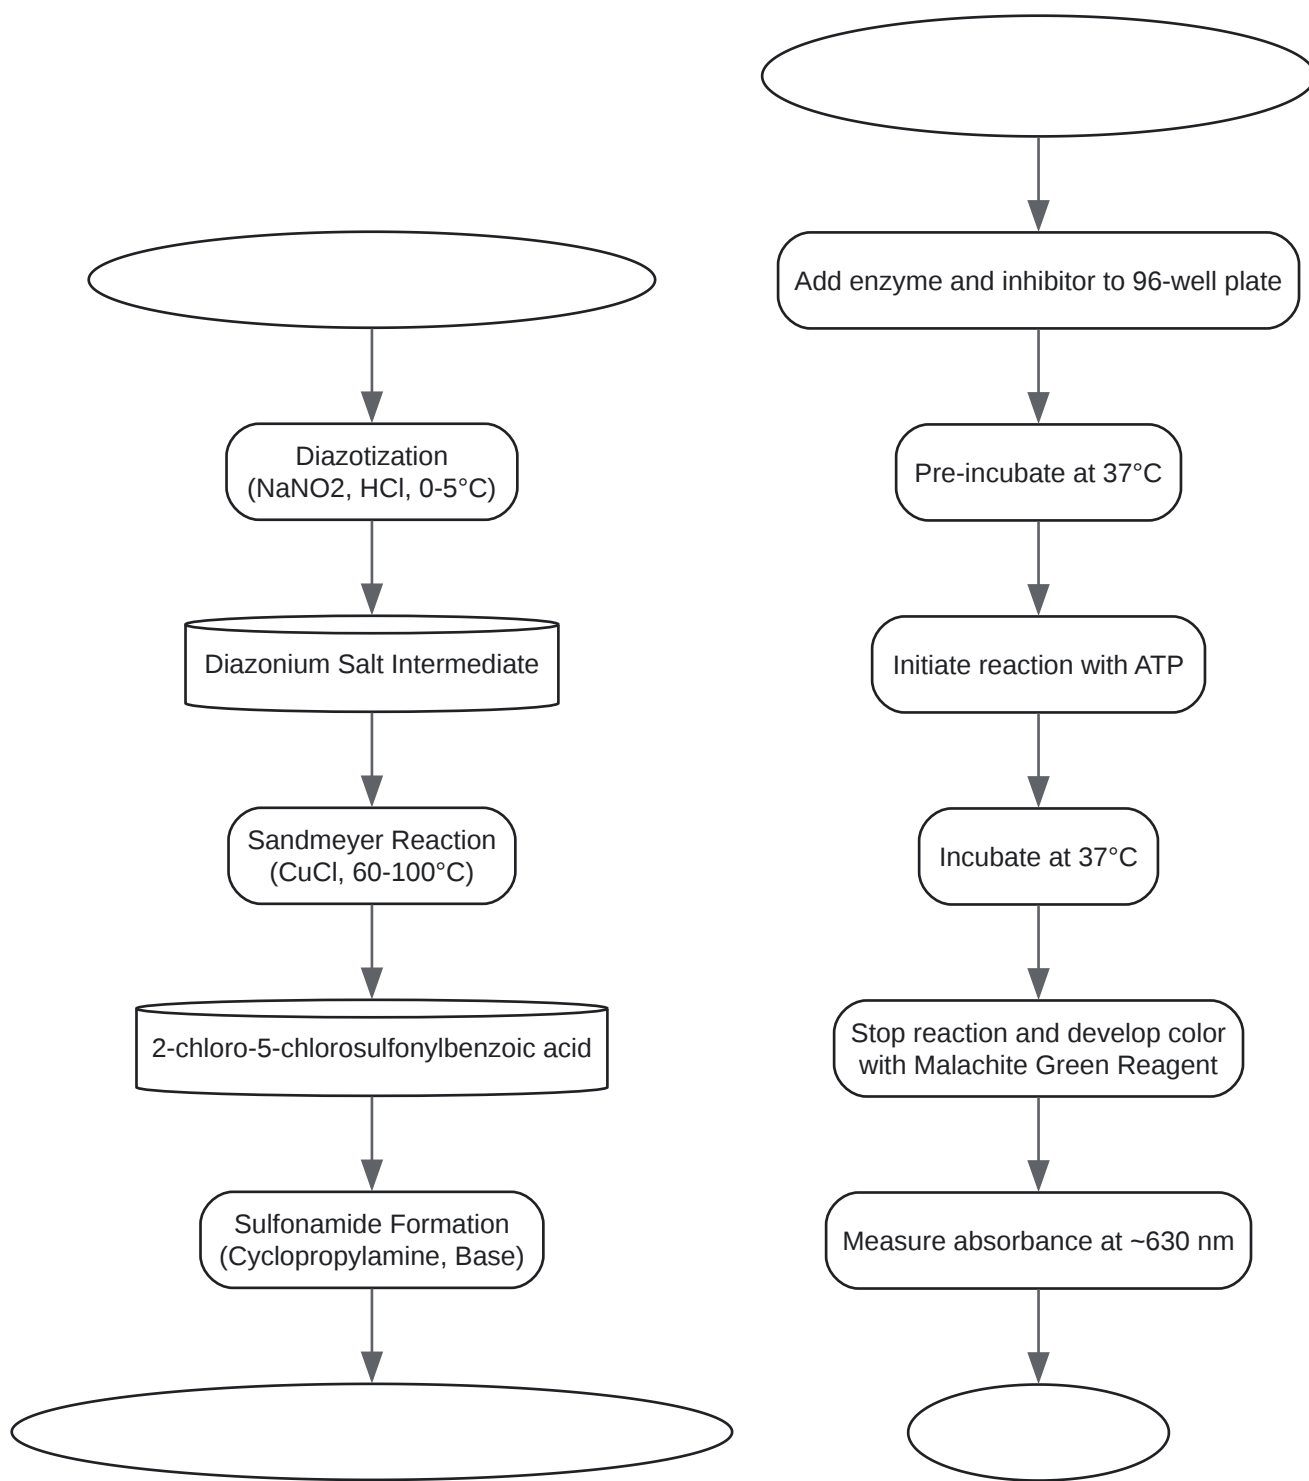 Diazotization
(NaNO2, HCl, 0-5°C)
Diazonium Salt Intermediate
Sandmeyer Reaction
(CuCl, 60-100°C)
2-chloro-5-chlorosulfonylbenzoic acid
Sulfonamide Formation
(Cyclopropylamine, Base)
Add enzyme and inhibitor to 96-well plate
Pre-incubate at 37°C
Initiate reaction with ATP
Incubate at 37°C
Stop reaction and develop color
with Malachite Green Reagent
Measure absorbance at ~630 nm